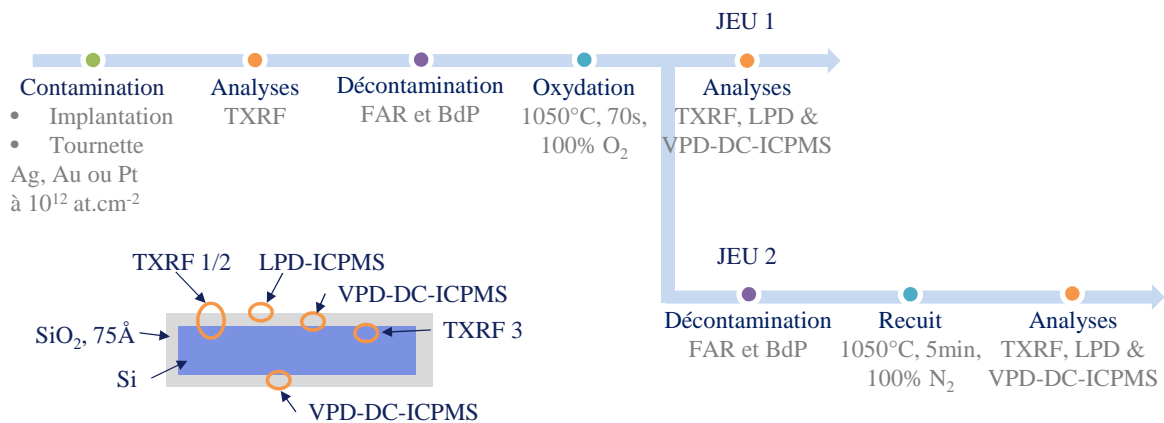 JEU 1
Contamination
• Implantation
• Tournette
Ag, Au ou Pt
à 10¹² at.cm⁻²
Analyses
TXRF
Décontamination
FAR et BdP
Oxydation
1050°C, 70s,
100% O₂
Analyses
TXRF, LPD &
VPD-DC-ICPMS
JEU 2
Décontamination
FAR et BdP
Recuit
1050°C, 5min,
100% N₂
Analyses
TXRF, LPD &
VPD-DC-ICPMS
TXRF 1/2
LPD-ICPMS
VPD-DC-ICPMS
TXRF 3
SiO₂, 75Å
Si
VPD-DC-ICPMS